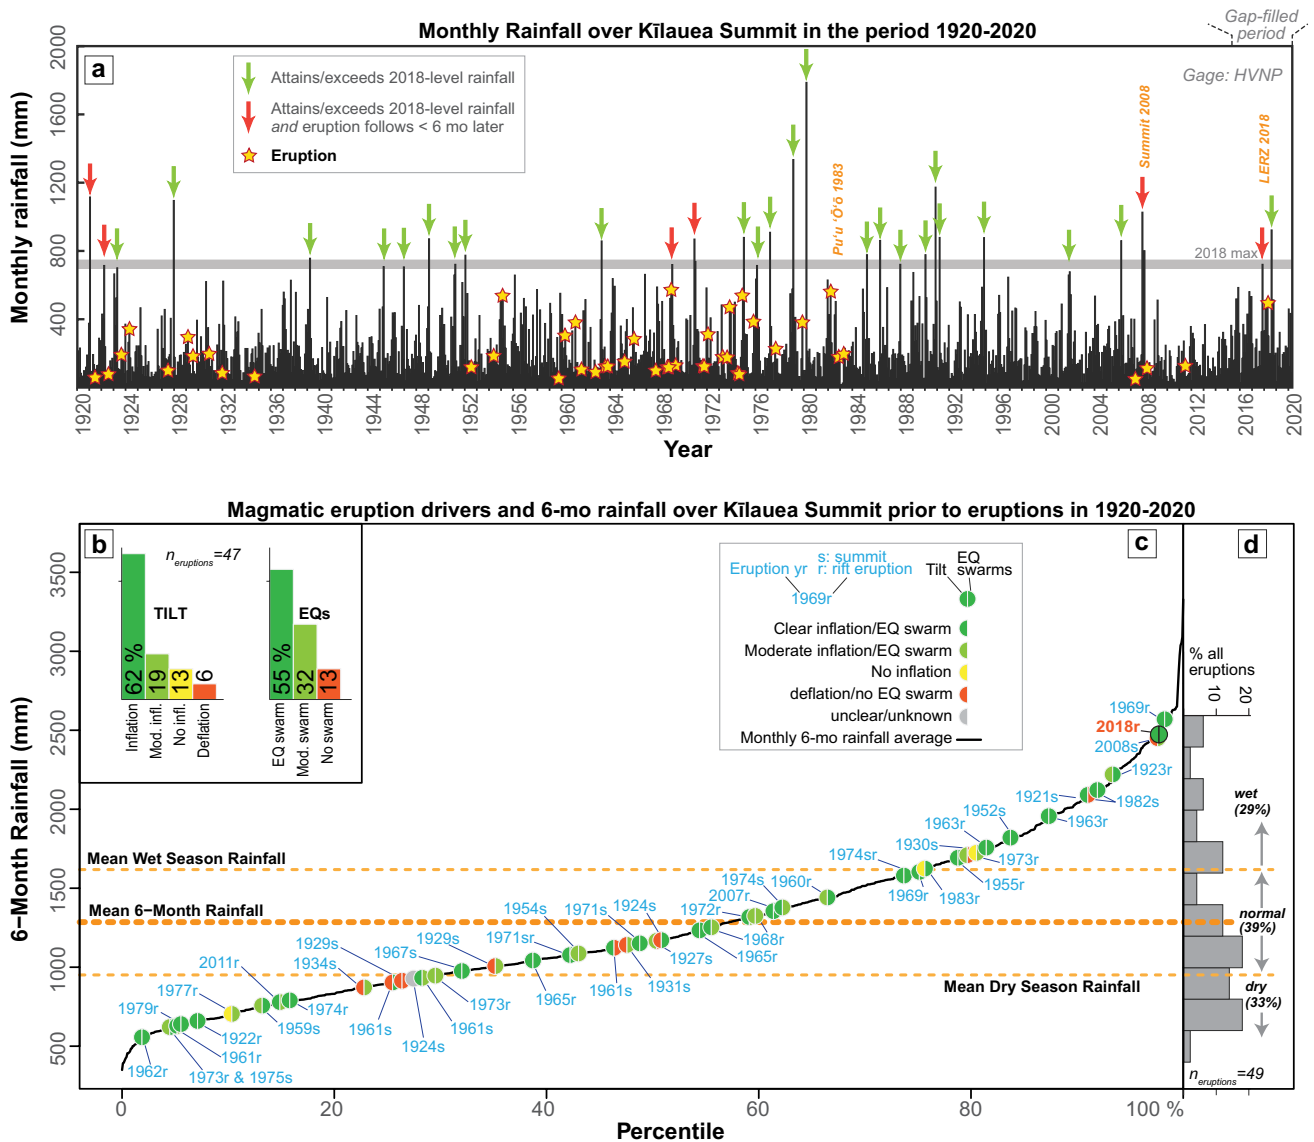 Monthly Rainfall over Kīlauea Summit in the period 1920-2020
Gap-filled
period
a
Attains/exceeds 2018-level rainfall
Attains/exceeds 2018-level rainfall
and eruption follows < 6 mo later
Eruption
Gage: HVNP
Pu'u 'Ō'ō 1983
Summit 2008
LERZ 2018
2018 max
Monthly rainfall (mm)
2000
1600
1200
800
400
1920 1924 1928 1932 1936 1940 1944 1948 1952 1956 1960 1964 1968 1972 1976 1980 1984 1988 1992 1996 2000 2004 2008 2012 2016 2020
Year
Magmatic eruption drivers and 6-mo rainfall over Kīlauea Summit prior to eruptions in 1920-2020
b
n eruptions=47
TILT
EQs
62 %
19
13
6
55 %
32
13
Inflation
Mod. infl.
No infl.
Deflation
EQ swarm
Mod. swarm
No swarm
c
s: summit
Eruption yr r: rift eruption
1969r
Tilt
EQ
swarms
Clear inflation/EQ swarm
Moderate inflation/EQ swarm
No inflation
deflation/no EQ swarm
unclear/unknown
Monthly 6-mo rainfall average
d
% all
eruptions
10 20
wet
(29%)
normal
(39%)
dry
(33%)
n eruptions=49
6−Month Rainfall (mm)
3500
3000
2500
2000
1500
1000
500
Mean Wet Season Rainfall
Mean 6−Month Rainfall
Mean Dry Season Rainfall
1969r
2018r
2008s
1923r
1921s
1982s
1963r
1952s
1963r
1930s
1973r
1955r
1974sr
1969r
1983r
1974s
1960r
2007r
1972r
1968r
1965r
1954s
1971s
1924s
1927s
1931s
1961s
1971sr
1965r
1929s
1929s
1967s
1973r
1934s
1961s
1924s
1961s
2011r
1977r
1974r
1959s
1979r
1922r
1961r
1973r & 1975s
1962r
0 20 40 60 80 100 %
Percentile